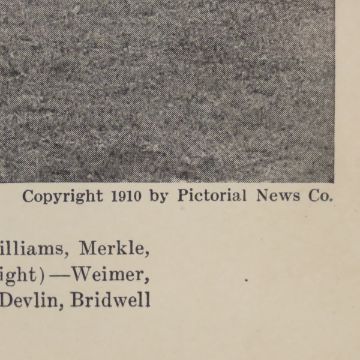 Copyright 1910 by Pictorial News Co.
illiams, Merkle,
ight)—Weimer,
Devlin, Bridwell